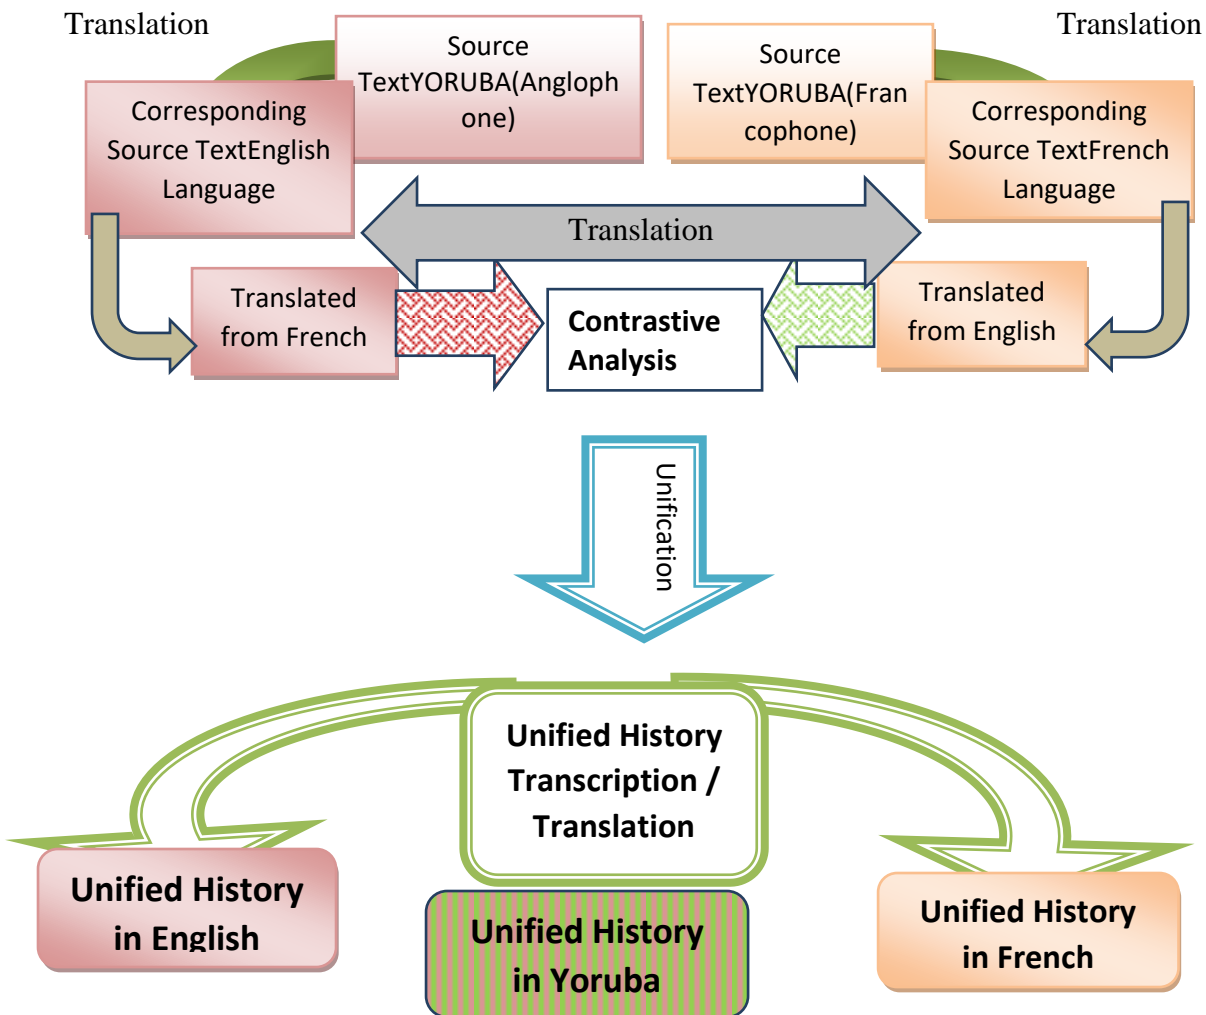 Translation
Translation
Source
TextYORUBA(Angloph
one)
Source
TextYORUBA(Fran
cophone)
Corresponding
Source TextEnglish
Language
Corresponding
Source TextFrench
Language
Translation
Translated
from French
Contrastive
Analysis
Translated
from English
Unification
Unified History
Transcription /
Translation
Unified History
in English
Unified History
in Yoruba
Unified History
in French